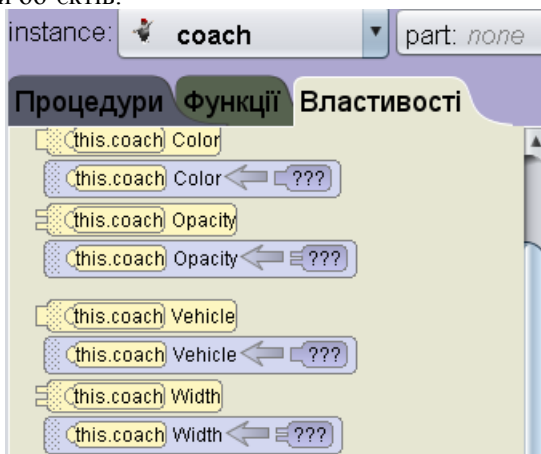 instance: coach part: none
Процедури Функції Властивості
this.coach Color
this.coach Color ???
this.coach Opacity
this.coach Opacity ???
this.coach Vehicle
this.coach Vehicle ???
this.coach Width
this.coach Width ???